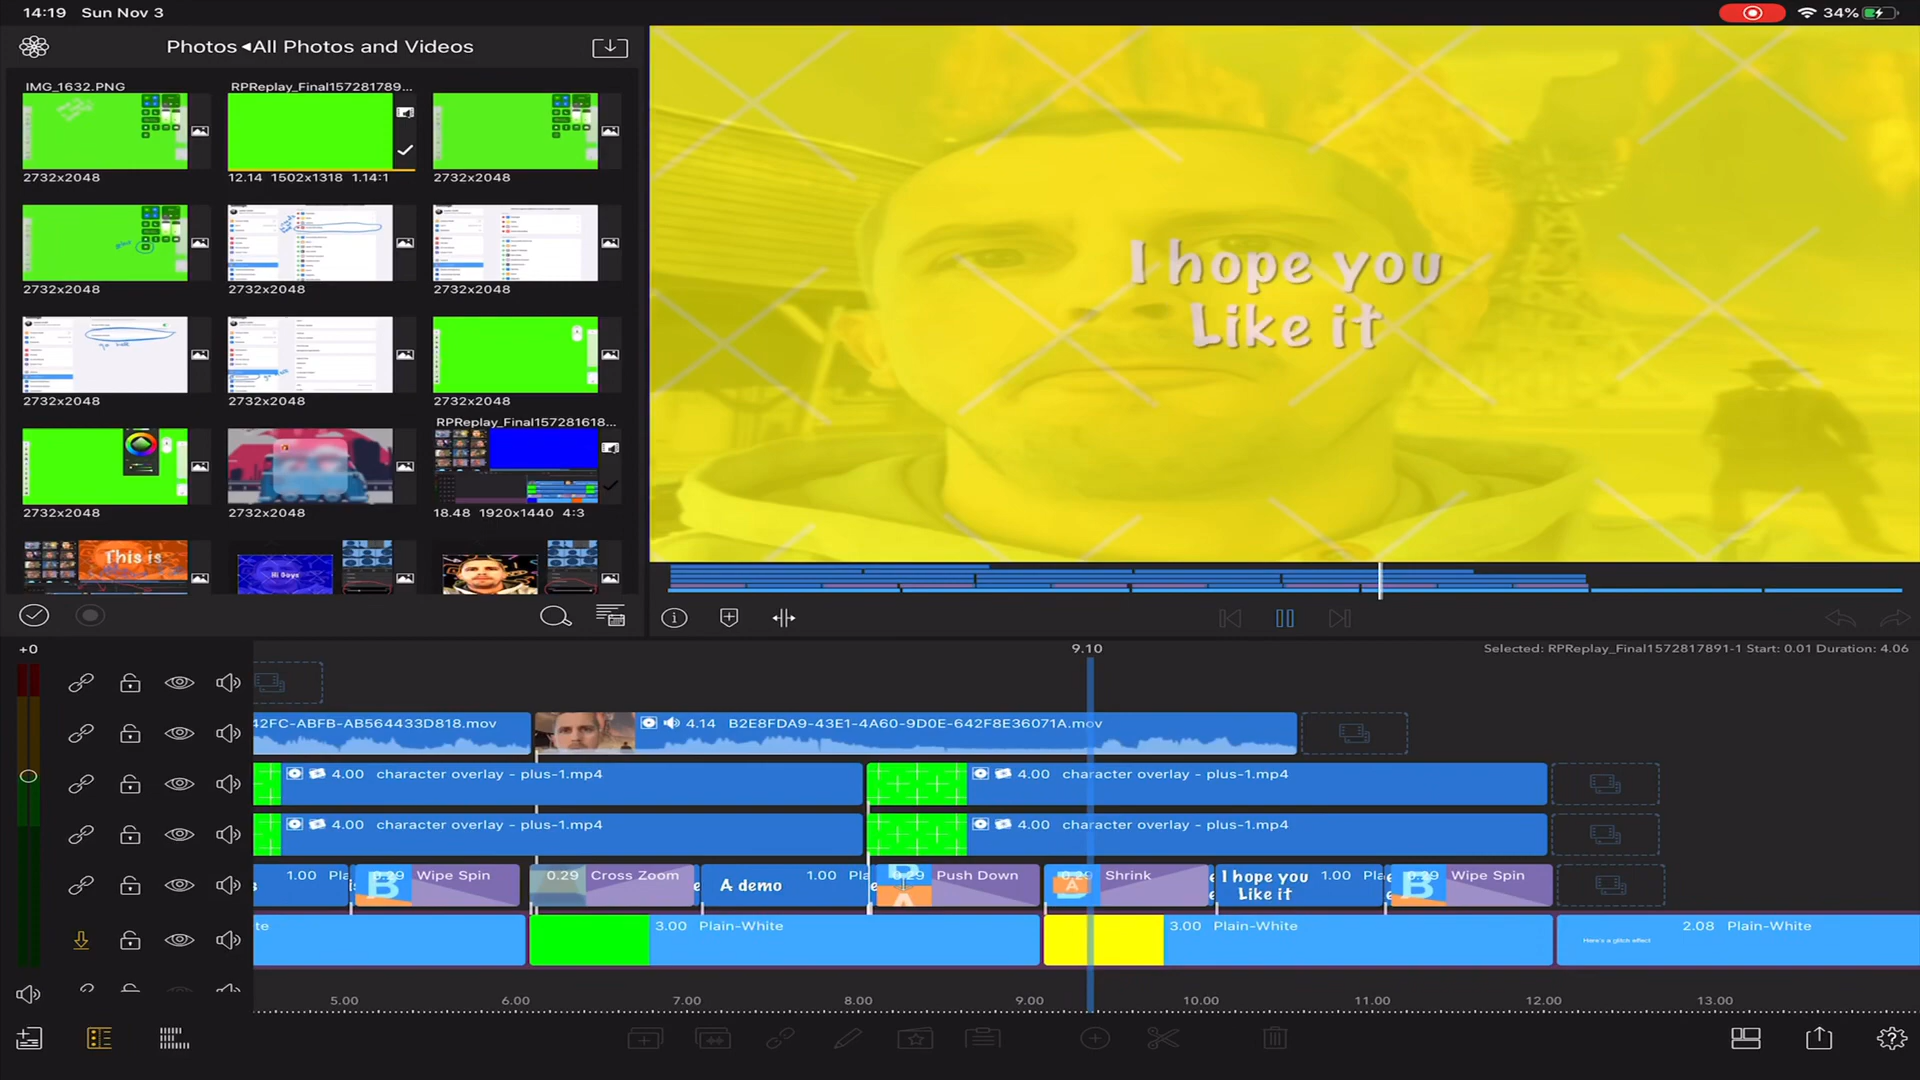 14:19 Sun Nov 3
34%
Photos ◂All Photos and Videos
IMG_1632.PNG
RPReplay_Final157281789...
2732x2048
12.14 1502x1318 1.14:1
2732x2048
2732x2048
2732x2048
2732x2048
2732x2048
2732x2048
2732x2048
RPReplay_Final157281618...
2732x2048
2732x2048
18.48 1920x1440 4:3
This is
Hi Guys
I hope you
Like it
+0
9.10
Selected: RPReplay_Final1572817891-1 Start: 0.01 Duration: 4.06
42FC-ABFB-AB564433D818.mov
4.14 B2E8FDA9-43E1-4A60-9D0E-642F8E36071A.mov
4.00 character overlay - plus-1.mp4
4.00 character overlay - plus-1.mp4
4.00 character overlay - plus-1.mp4
4.00 character overlay - plus-1.mp4
1.00 Pla
B
0.29 Wipe Spin
0.29 Cross Zoom
A demo
1.00 Pla
B
A
0.29 Push Down
A
0.29 Shrink
I hope you
Like it
1.00 Pla
B
0.29 Wipe Spin
te
3.00 Plain-White
3.00 Plain-White
Here's a glitch effect
2.08 Plain-White
5.00 6.00 7.00 8.00 9.00 10.00 11.00 12.00 13.00